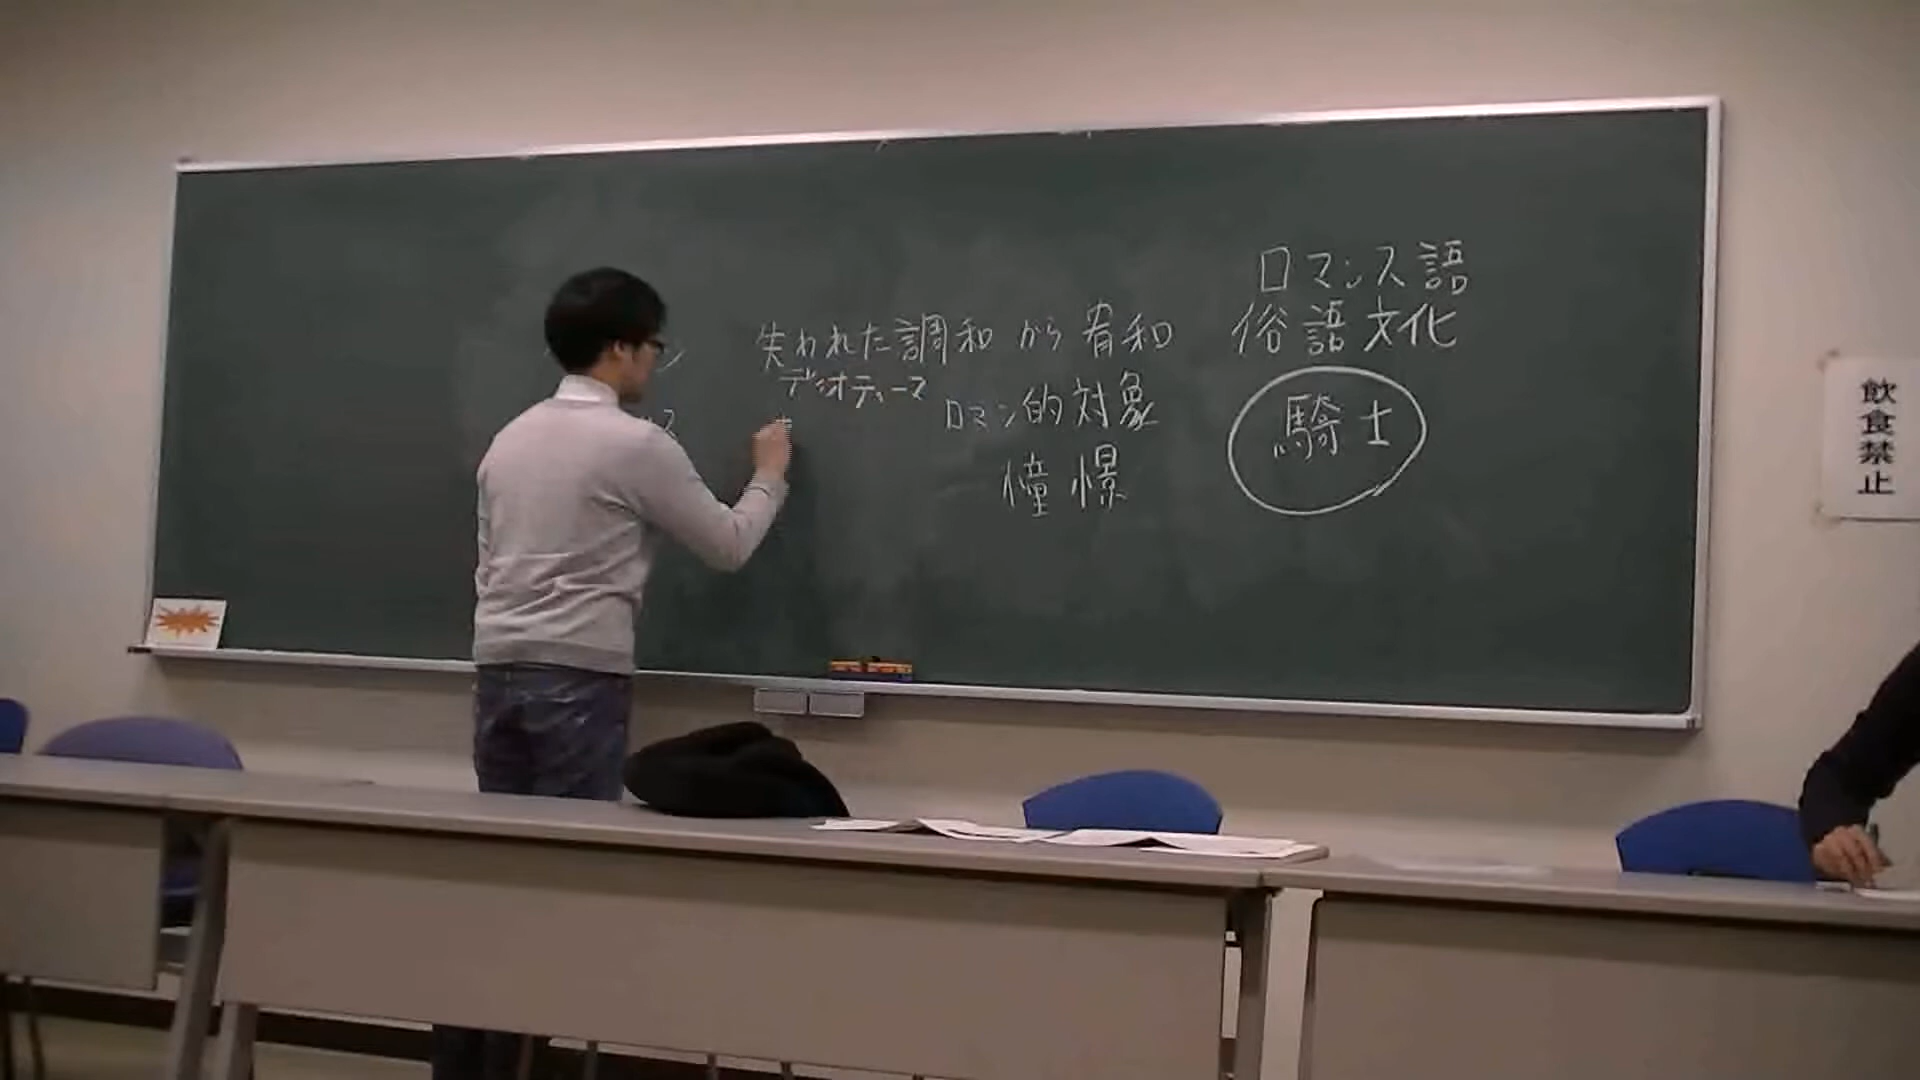 失われた調和から宥和
ディオティーマ
ロマン的対象
憧憬
ロマンス語
俗語文化
騎士
飲食禁止